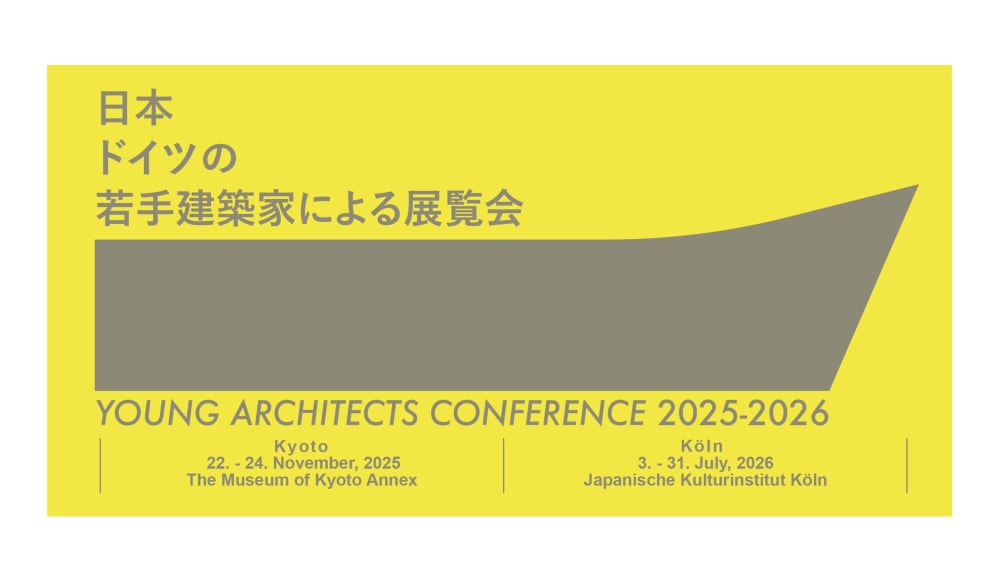 日本
ドイツの
若手建築家による展覧会
YOUNG ARCHITECTS CONFERENCE 2025-2026
Kyoto
22. - 24. November, 2025
The Museum of Kyoto Annex
Köln
3. - 31. July, 2026
Japanische Kulturinstitut Köln